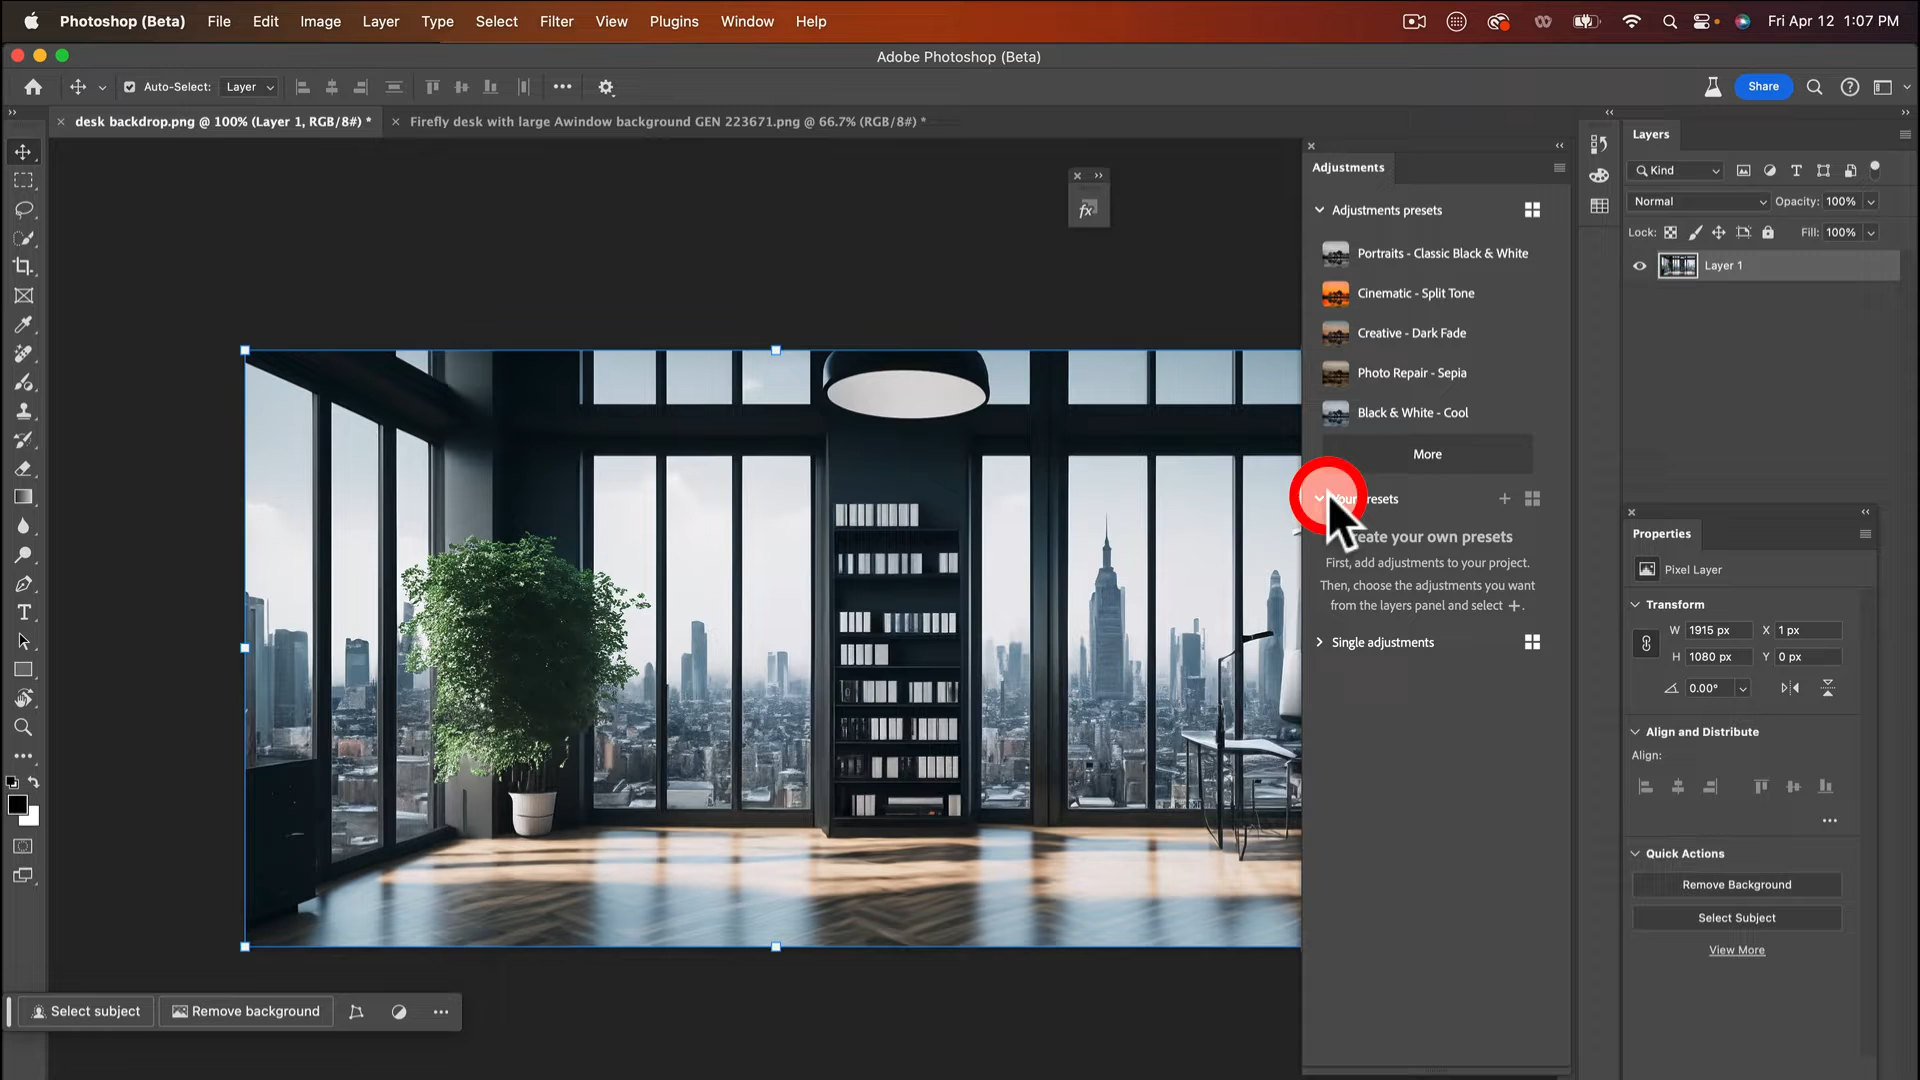 Photoshop (Beta) File Edit Image Layer Type Select Filter View Plugins Window Help
Fri Apr 12 1:07 PM
Adobe Photoshop (Beta)
Auto-Select: Layer
Share
desk backdrop.png @ 100% (Layer 1, RGB/8#) *
Firefly desk with large Awindow background GEN 223671.png @ 66.7% (RGB/8#) *
Adjustments
Adjustments presets
Portraits - Classic Black & White
Cinematic - Split Tone
Creative - Dark Fade
Photo Repair - Sepia
Black & White - Cool
More
your own presets
First, add adjustments to your project.
Then, choose the adjustments you want
from the layers panel and select +.
Single adjustments
fx
Layers
Kind
Normal Opacity: 100%
Lock: Fill: 100%
Layer 1
Properties
Pixel Layer
Transform
W 1915 px X 1 px
H 1080 px Y 0 px
0.00°
Align and Distribute
Align:
Quick Actions
Remove Background
Select Subject
View More
Select subject Remove background